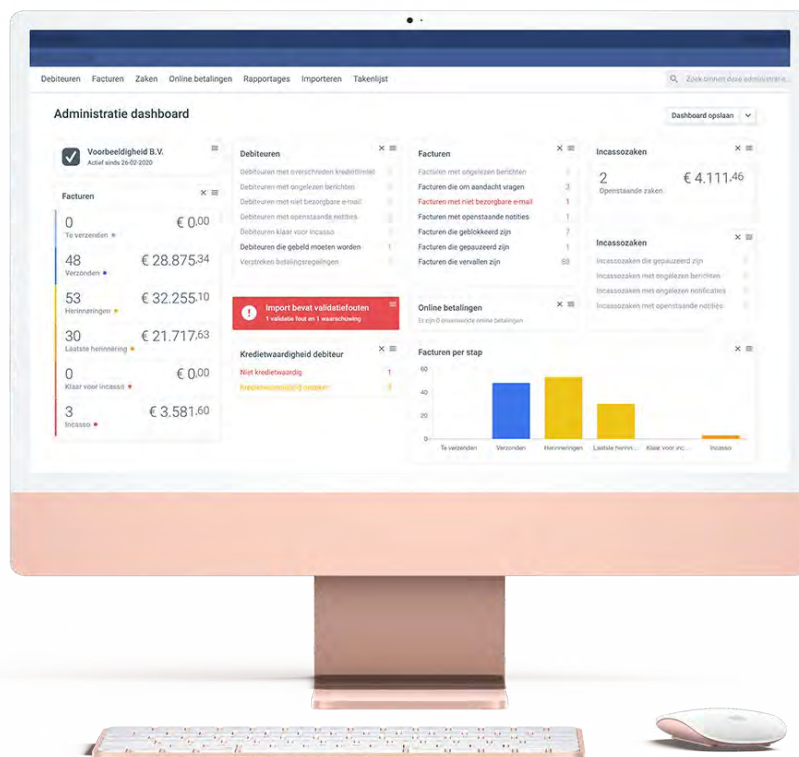 Debiteuren Facturen Zaken Online betalingen Rapportages Importeren Takenlijst
Zoek binnen deze administratie...
Administratie dashboard
Dashboard opslaan
Voorbeeldigheid B.V.
Actief sinds 26-02-2020
Facturen
0 € 0,00
Te verzenden
48 € 28.875,34
Verzonden
53 € 32.255,10
Herinneringen
30 € 21.717,63
Laatste herinnering
0 € 0,00
Klaar voor incasso
3 € 3.581,60
Incasso
Debiteuren
Debiteuren met overschreden kredietlimiet
Debiteuren met ongelezen berichten
Debiteuren met niet bezorgbare e-mail
Debiteuren met openstaande notities
Debiteuren klaar voor incasso
Debiteuren die gebeld moeten worden 1
Verstreken betalingsregelingen
Import bevat validatiefouten
1 validatie fout en 1 waarschuwing
Kredietwaardigheid debiteur
Niet kredietwaardig 1
Kredietwaardigheid onzeker
Facturen
Facturen met ongelezen berichten
Facturen die om aandacht vragen 3
Facturen met niet bezorgbare e-mail 1
Facturen met openstaande notities 1
Facturen die geblokkeerd zijn 7
Facturen die gepauzeerd zijn 1
Facturen die vervallen zijn
Online betalingen
Er zijn 0 openstaande online betalingen
Incassozaken
2 € 4.111,46
Openstaande zaken
Incassozaken
Incassozaken die gepauzeerd zijn
Incassozaken met ongelezen berichten
Incassozaken met ongelezen notificaties
Incassozaken met openstaande notities
Facturen per stap
60
40
20
0
Te verzenden Verzonden Herinneringen Laatste herinn... Klaar voor inc... Incasso